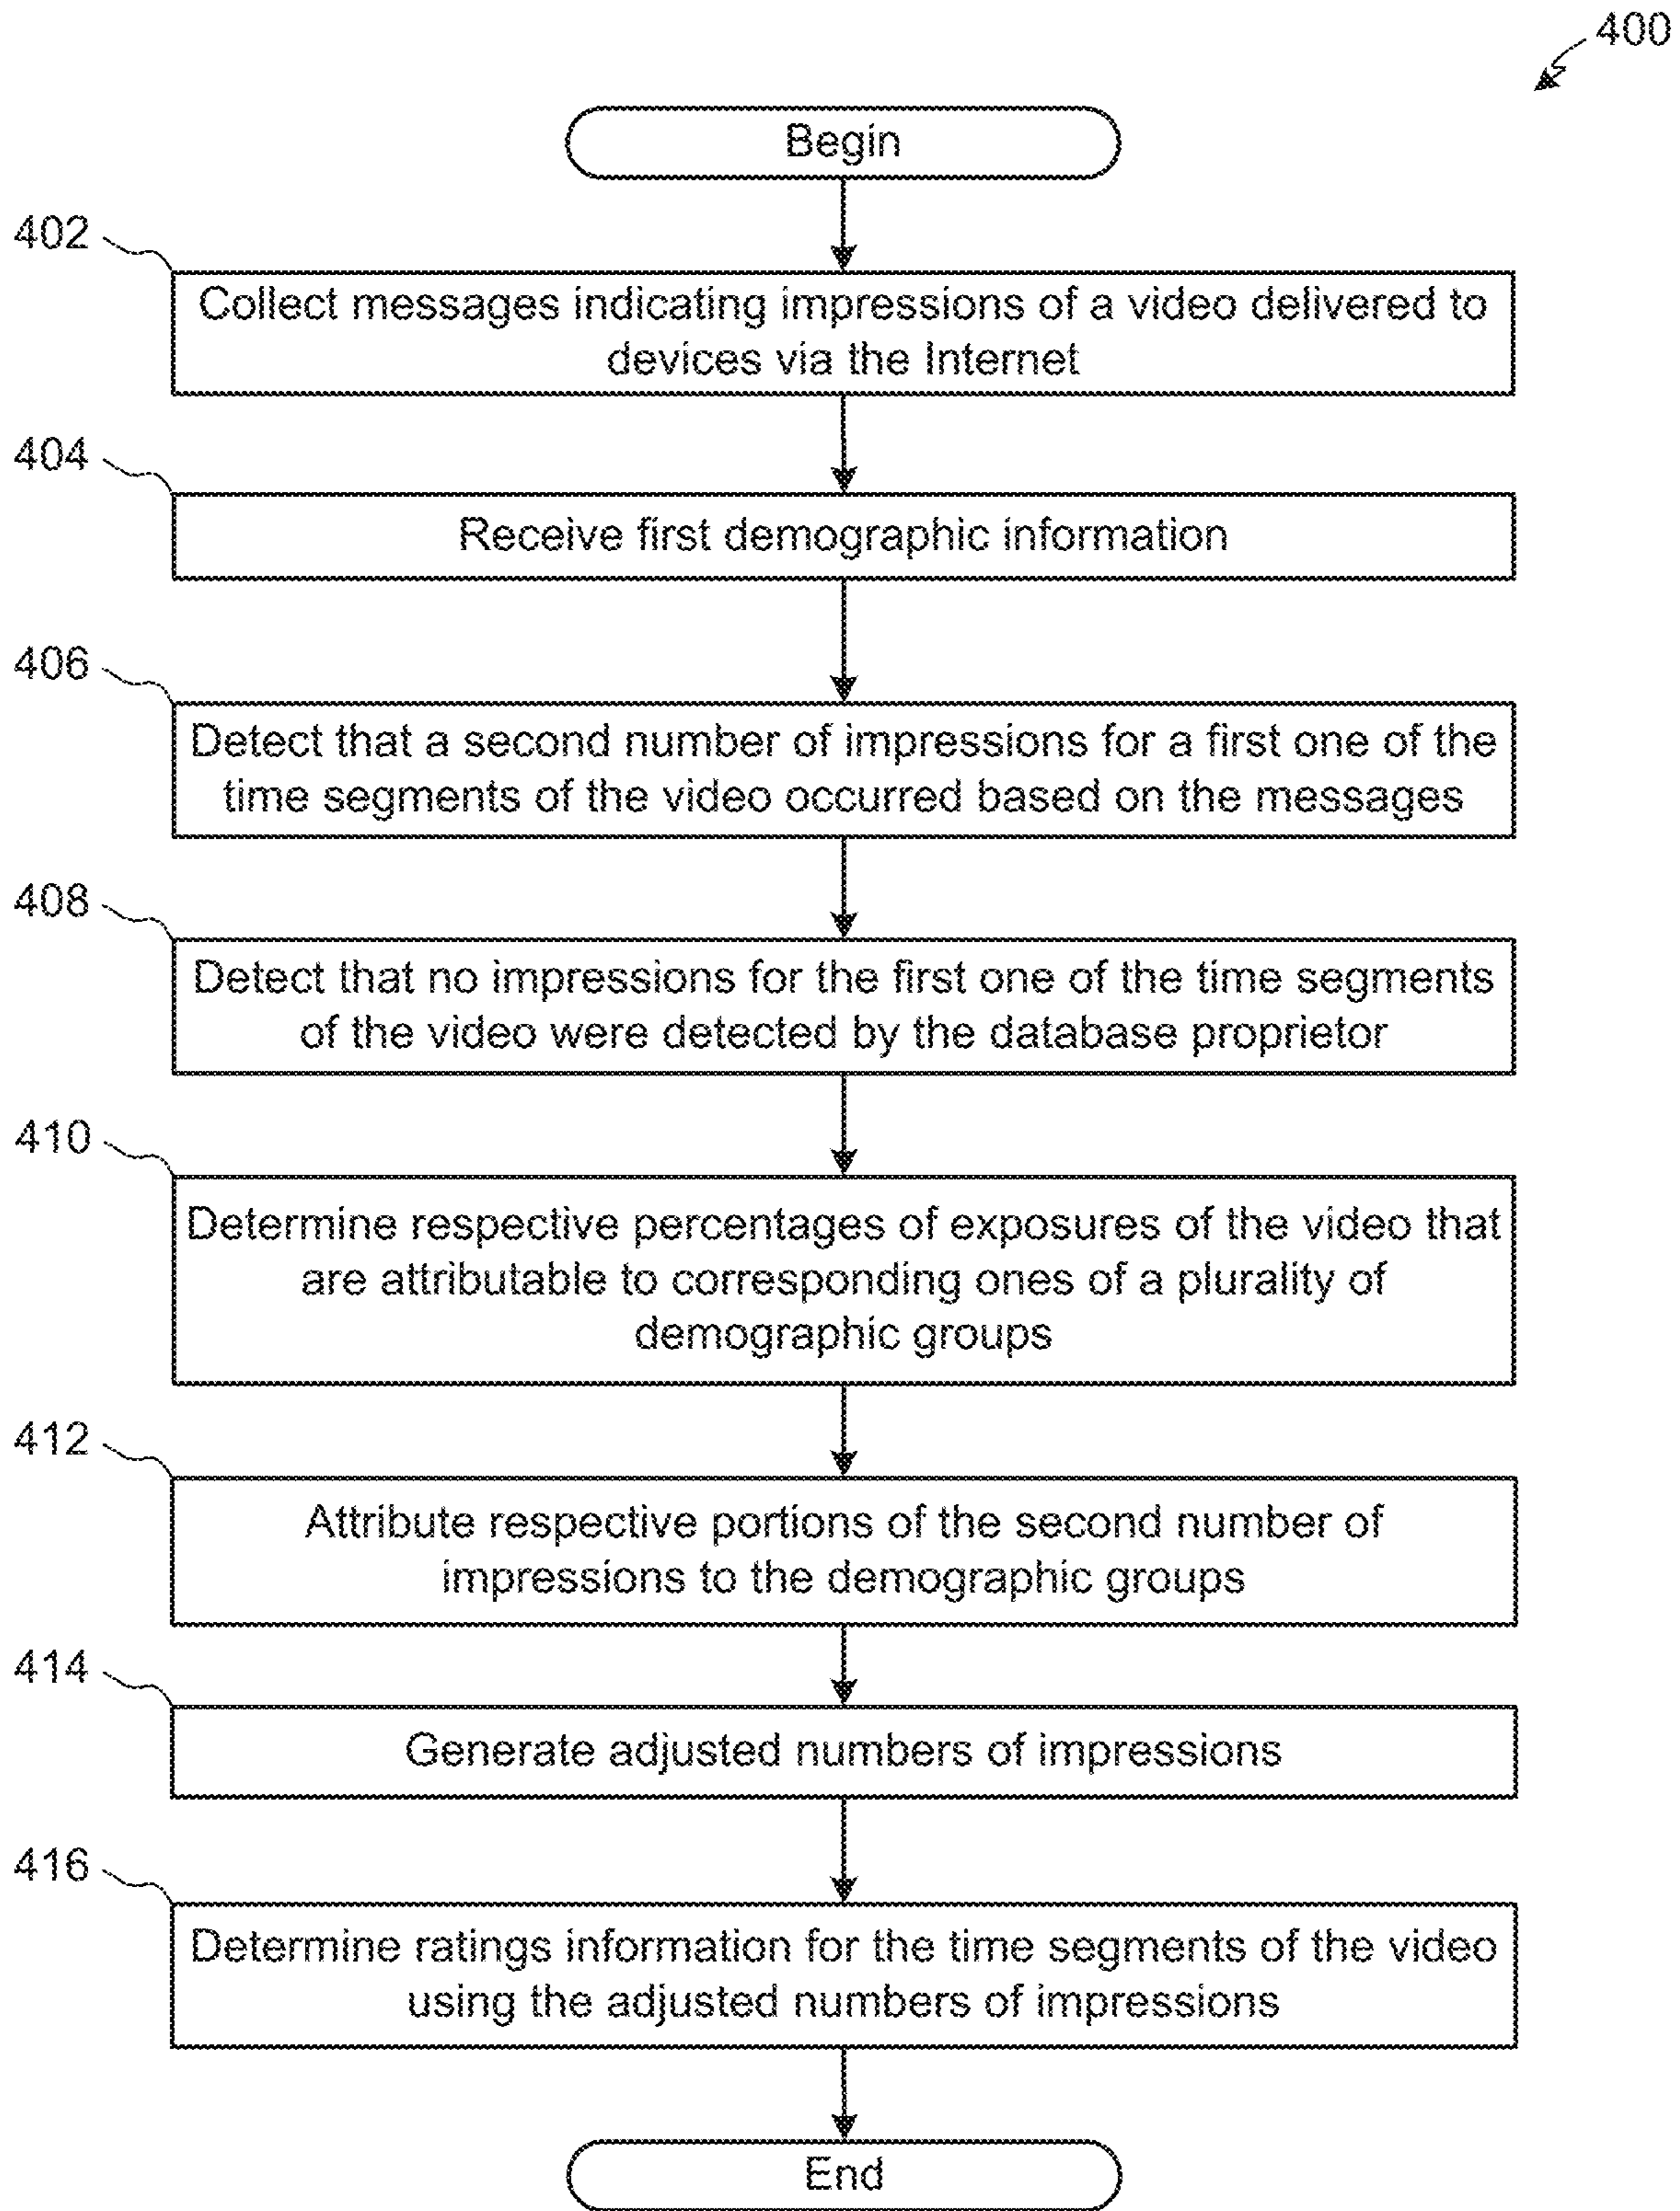 400
Begin
402
Collect messages indicating impressions of a video delivered to
devices via the Internet
404
Receive first demographic information
406
Detect that a second number of impressions for a first one of the
time segments of the video occurred based on the messages
408
Detect that no impressions for the first one of the time segments
of the video were detected by the database proprietor
410
Determine respective percentages of exposures of the video that
are attributable to corresponding ones of a plurality of
demographic groups
412
Attribute respective portions of the second number of
impressions to the demographic groups
414
Generate adjusted numbers of impressions
416
Determine ratings information for the time segments of the video
using the adjusted numbers of impressions
End